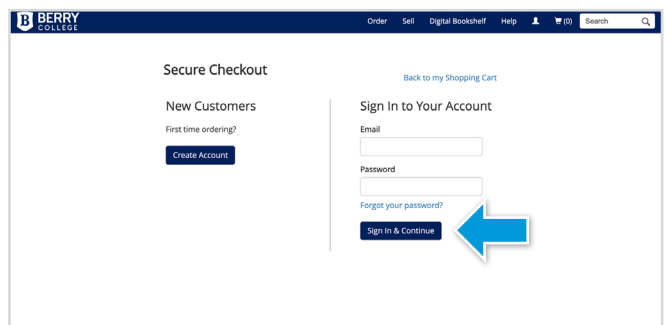 B BERRY
COLLEGE
Order Sell Digital Bookshelf Help (0) Search
Secure Checkout
Back to my Shopping Cart
New Customers
First time ordering?
Create Account
Sign In to Your Account
Email
Password
Forgot your password?
Sign In & Continue